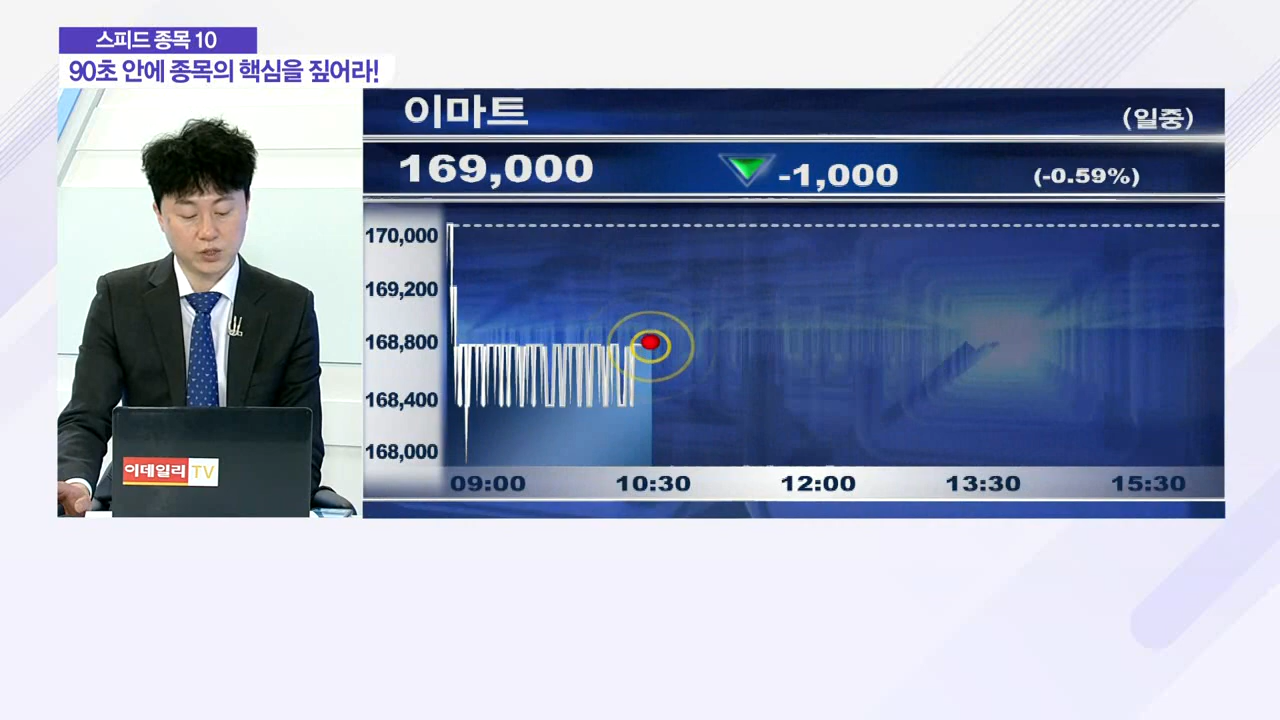 스피드 종목 10
90초 안에 종목의 핵심을 짚어라!
이마트
(일중)
169,000
-1,000
(-0.59%)
170,000
169,200
168,800
168,400
168,000
09:00
10:30
12:00
13:30
15:30
이데일리 TV